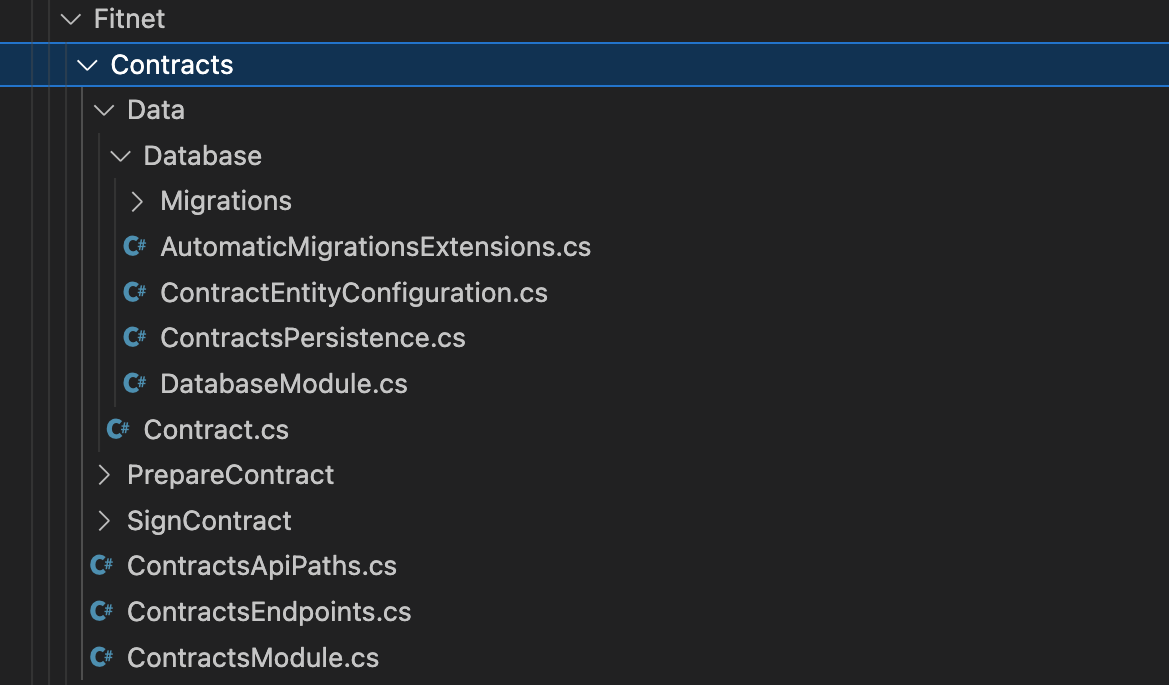 Fitnet
Contracts
Data
Database
Migrations
C# AutomaticMigrationsExtensions.cs
C# ContractEntityConfiguration.cs
C# ContractsPersistence.cs
C# DatabaseModule.cs
C# Contract.cs
PrepareContract
SignContract
C# ContractsApiPaths.cs
C# ContractsEndpoints.cs
C# ContractsModule.cs